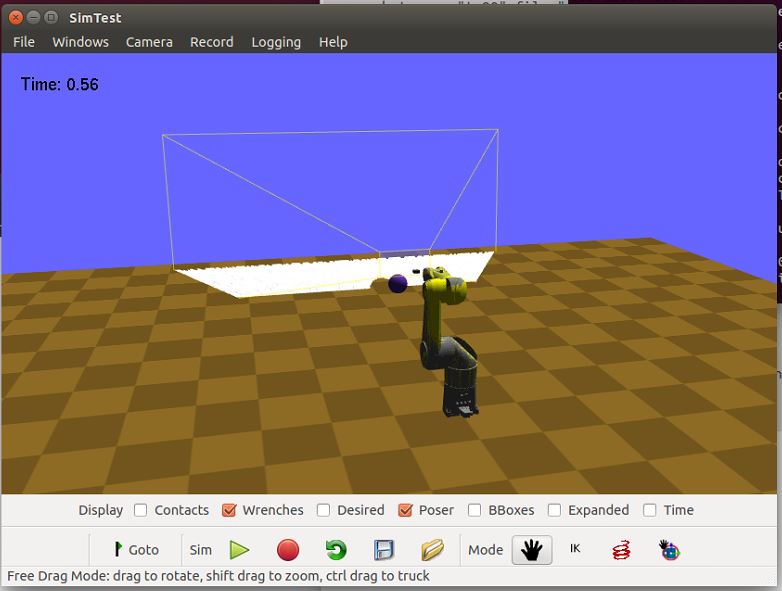 SimTest
File Windows Camera Record Logging Help
Time: 0.56
Display Contacts Wrenches Desired Poser BBoxes Expanded Time
Goto Sim Mode IK
Free Drag Mode: drag to rotate, shift drag to zoom, ctrl drag to truck